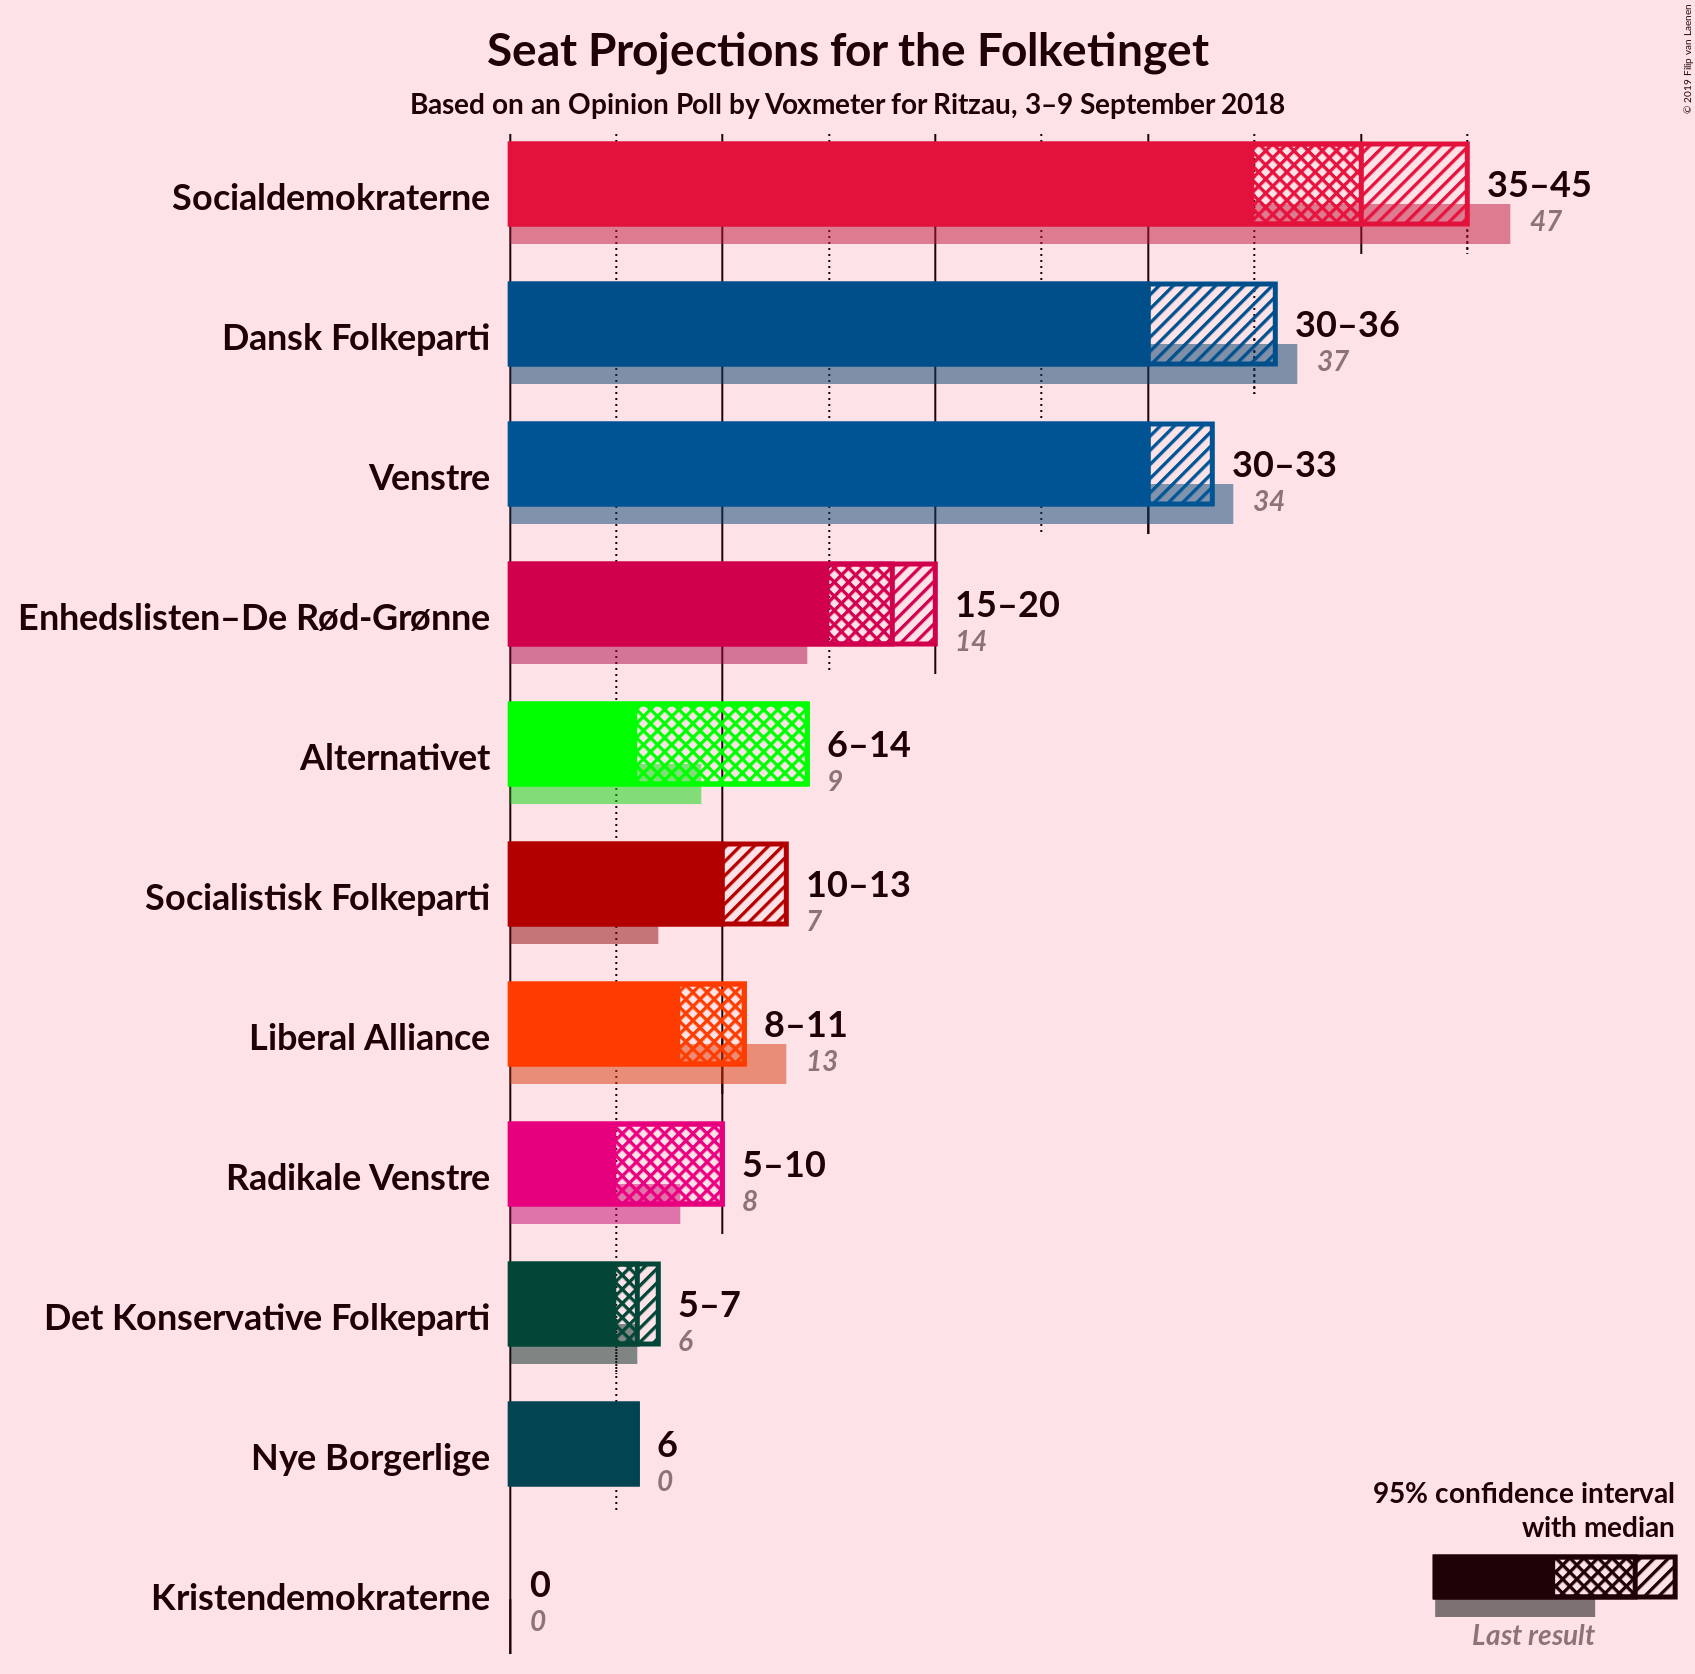 Seat Projections for the Folketinget
Based on an Opinion Poll by Voxmeter for Ritzau, 3–9 September 2018
© 2019 Filip van Laenen
Socialdemokraterne
35–45
47
Dansk Folkeparti
30–36
37
Venstre
30–33
34
Enhedslisten–De Rød-Grønne
15–20
14
Alternativet
6–14
9
Socialistisk Folkeparti
10–13
7
Liberal Alliance
8–11
13
Radikale Venstre
5–10
8
Det Konservative Folkeparti
5–7
6
Nye Borgerlige
6
0
Kristendemokraterne
0
0
95% confidence interval
with median
Last result